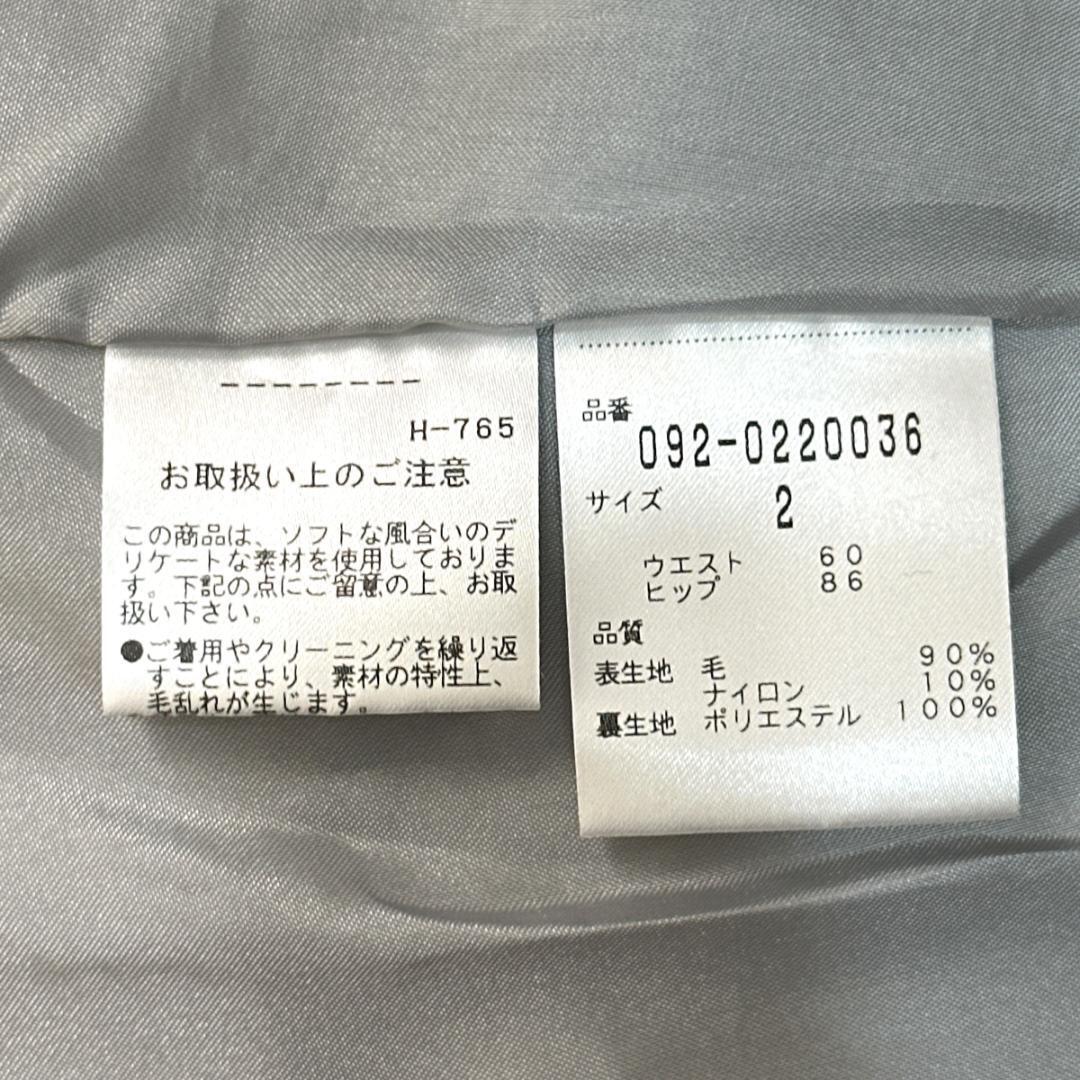 H-765
お取扱い上のご注意
この商品は、ソフトな風合いのデ
リケートな素材を使用しておりま
す。下記の点にご留意の上、お取
扱い下さい。
●ご着用やクリーニングを繰り返
すことにより、素材の特性上、
毛乱れが生じます。
品番
092-0220036
サイズ 2
ウエスト 60
ヒップ 86
品質
表生地 毛 90%
ナイロン 10%
裏生地 ポリエステル 100%